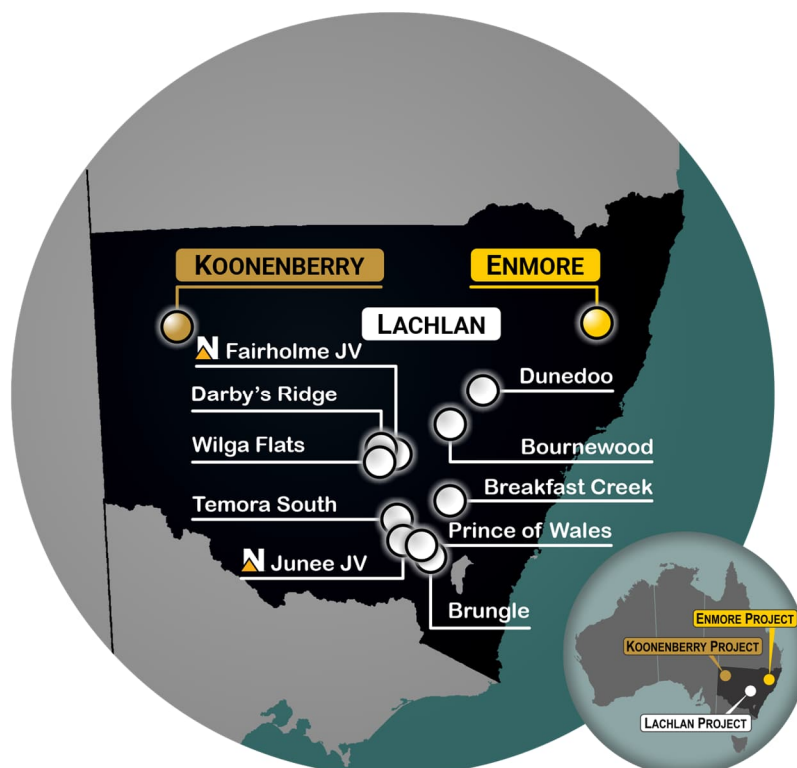 KOONENBERRY
ENMORE
LACHLAN
N Fairholme JV
Dunedoo
Darby's Ridge
Wilga Flats
Bournewood
Breakfast Creek
Temora South
Prince of Wales
N Junee JV
Brungle
ENMORE PROJECT
KOONENBERRY PROJECT
LACHLAN PROJECT